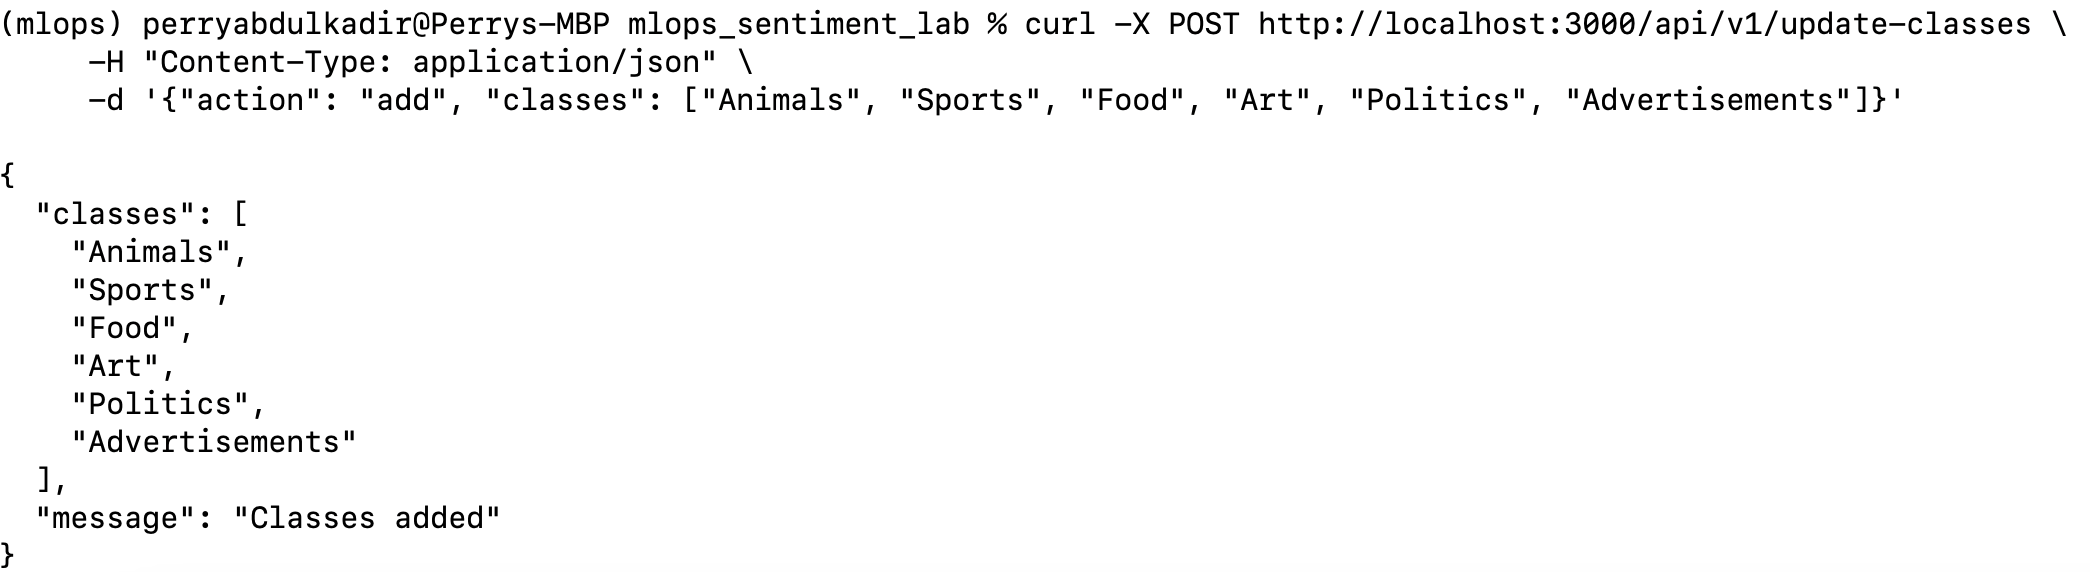 (mlops) perryabdulkadir@Perrys-MBP mlops_sentiment_lab % curl -X POST http://localhost:3000/api/v1/update-classes \
     -H "Content-Type: application/json" \
     -d '{"action": "add", "classes": ["Animals", "Sports", "Food", "Art", "Politics", "Advertisements"]}'

{
  "classes": [
    "Animals",
    "Sports",
    "Food",
    "Art",
    "Politics",
    "Advertisements"
  ],
  "message": "Classes added"
}